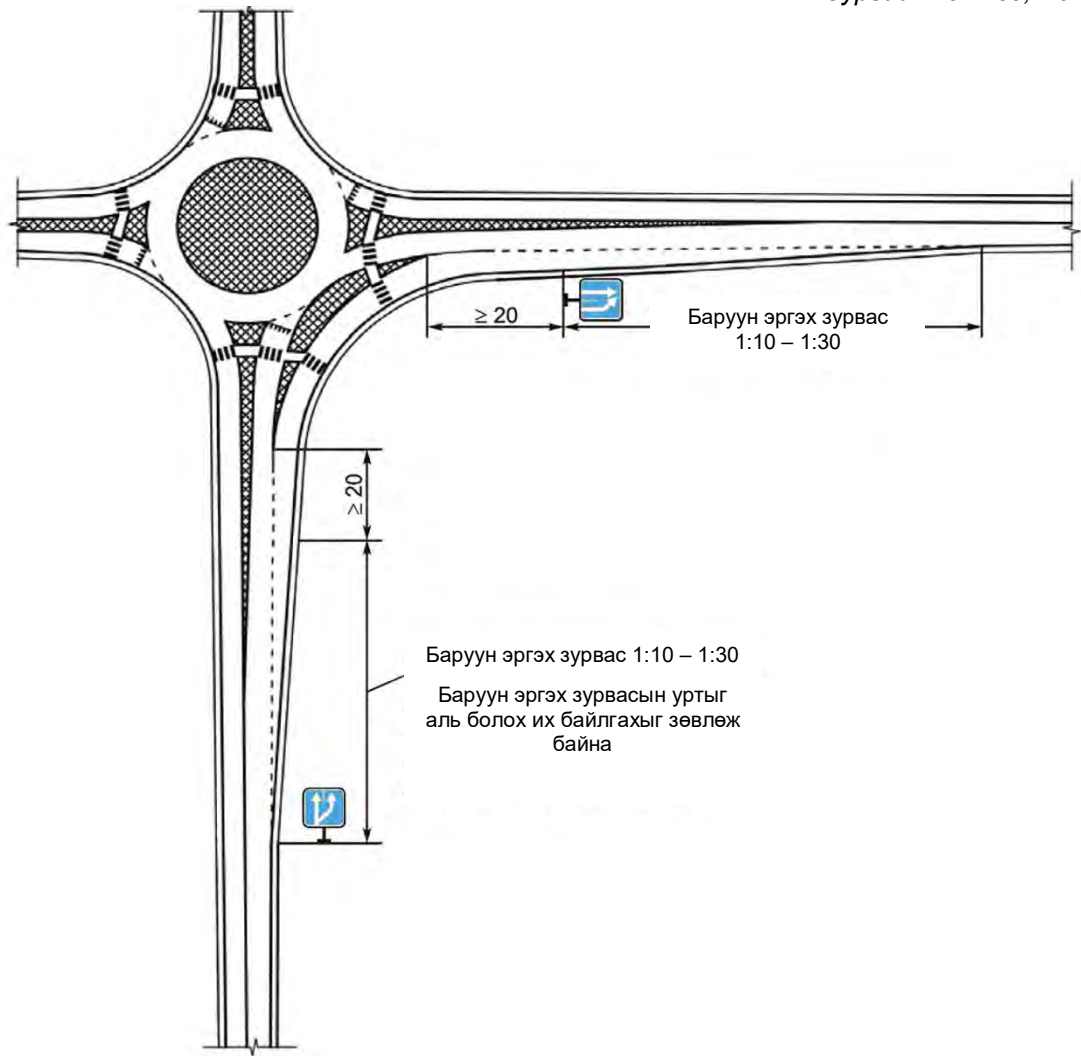 ≥ 20
Баруун эргэх зурвас
1:10 – 1:30
≥ 20
Баруун эргэх зурвас 1:10 – 1:30
Баруун эргэх зурвасын уртыг
аль болох их байлгахыг зөвлөж
байна